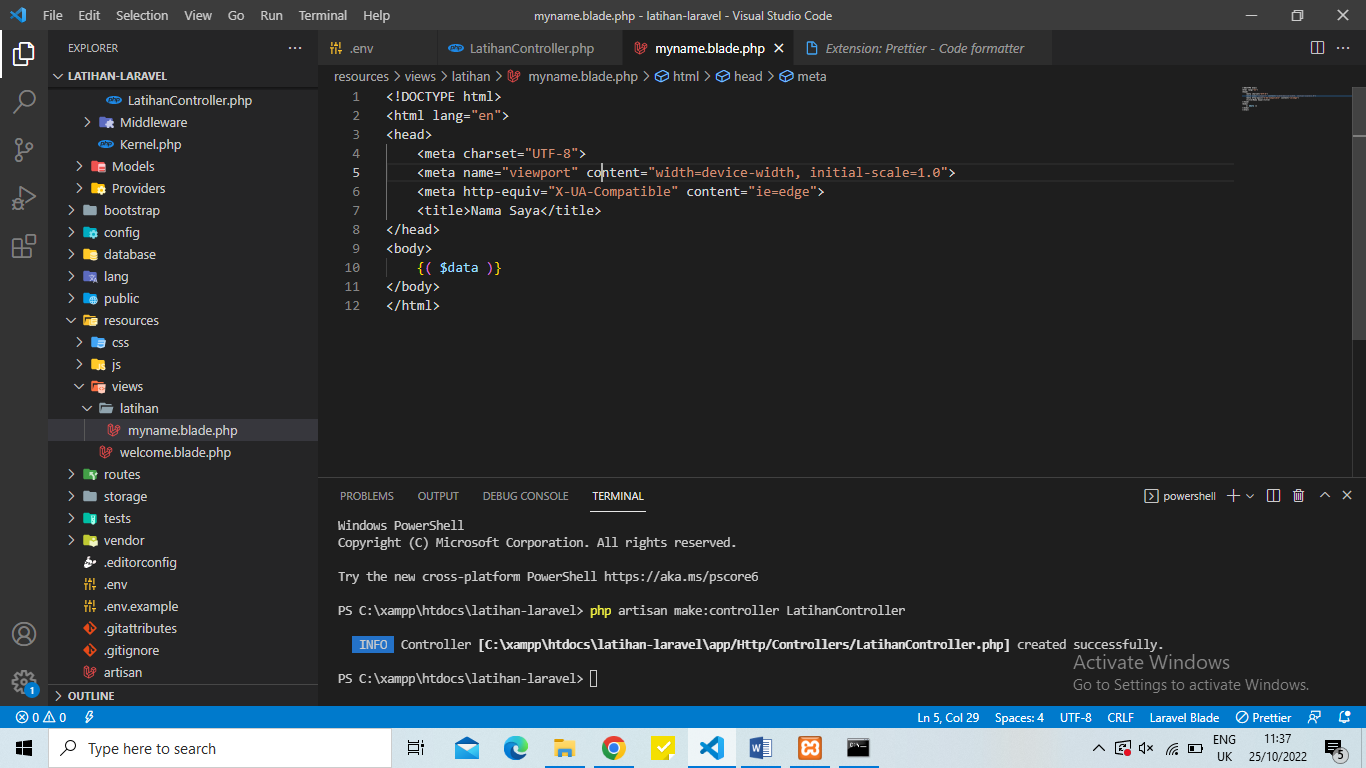 File Edit Selection View Go Run Terminal Help
myname.blade.php - latihan-laravel - Visual Studio Code
EXPLORER
LATIHAN-LARAVEL
LatihanController.php
Middleware
Kernel.php
Models
Providers
bootstrap
config
database
lang
public
resources
css
js
views
latihan
myname.blade.php
welcome.blade.php
routes
storage
tests
vendor
.editorconfig
.env
.env.example
.gitattributes
.gitignore
artisan
OUTLINE
.env LatihanController.php myname.blade.php Extension: Prettier - Code formatter
resources > views > latihan > myname.blade.php > html > head > meta
1 <!DOCTYPE html>
2 <html lang="en">
3 <head>
4 <meta charset="UTF-8">
5 <meta name="viewport" content="width=device-width, initial-scale=1.0">
6 <meta http-equiv="X-UA-Compatible" content="ie=edge">
7 <title>Nama Saya</title>
8 </head>
9 <body>
10 {( $data )}
11 </body>
12 </html>
PROBLEMS OUTPUT DEBUG CONSOLE TERMINAL powershell
Windows PowerShell
Copyright (C) Microsoft Corporation. All rights reserved.
Try the new cross-platform PowerShell https://aka.ms/pscore6
PS C:\xampp\htdocs\latihan-laravel> php artisan make:controller LatihanController
INFO Controller [C:\xampp\htdocs\latihan-laravel\app/Http/Controllers/LatihanController.php] created successfully.
PS C:\xampp\htdocs\latihan-laravel>
Activate Windows
Go to Settings to activate Windows.
1
0 0 Ln 5, Col 29 Spaces: 4 UTF-8 CRLF Laravel Blade Prettier
Type here to search
ENG
UK
11:37
25/10/2022
5